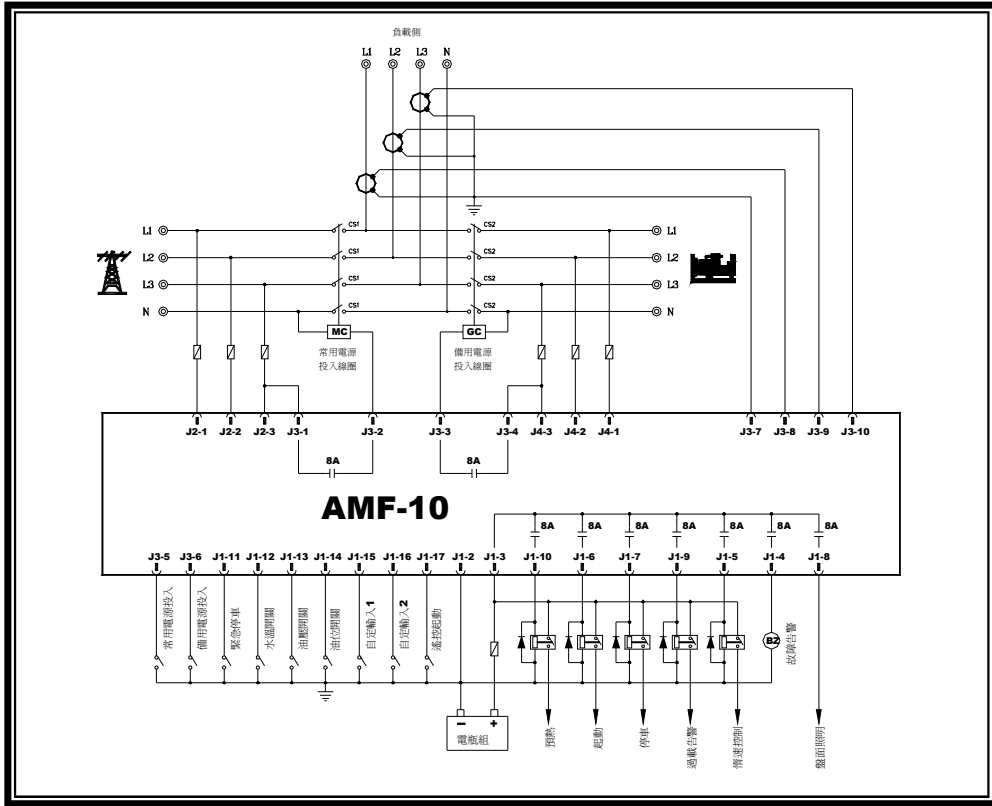 負載側
L1 L2 L3 N
L1 CS1 CS2 L1
L2 CS1 CS2 L2
L3 CS1 CS2 L3
N CS1 CS2 N
MC GC
常用電源 備用電源
投入線圈 投入線圈
J2-1 J2-2 J2-3 J3-1 J3-2 J3-3 J3-4 J4-3 J4-2 J4-1 J3-7 J3-8 J3-9 J3-10
8A 8A
AMF-10
8A 8A 8A 8A 8A 8A 8A
J3-5 J3-6 J1-11 J1-12 J1-13 J1-14 J1-15 J1-16 J1-17 J1-2 J1-3 J1-10 J1-6 J1-7 J1-9 J1-5 J1-4 J1-8
常用電源投入
備用電源投入
緊急停車
水溫開關
油壓開關
油位開關
自定輸入1
自定輸入2
遙控起動
BZ
故障告警
− +
電瓶組
預熱
起動
停車
過載告警
惰速控制
盤面照明